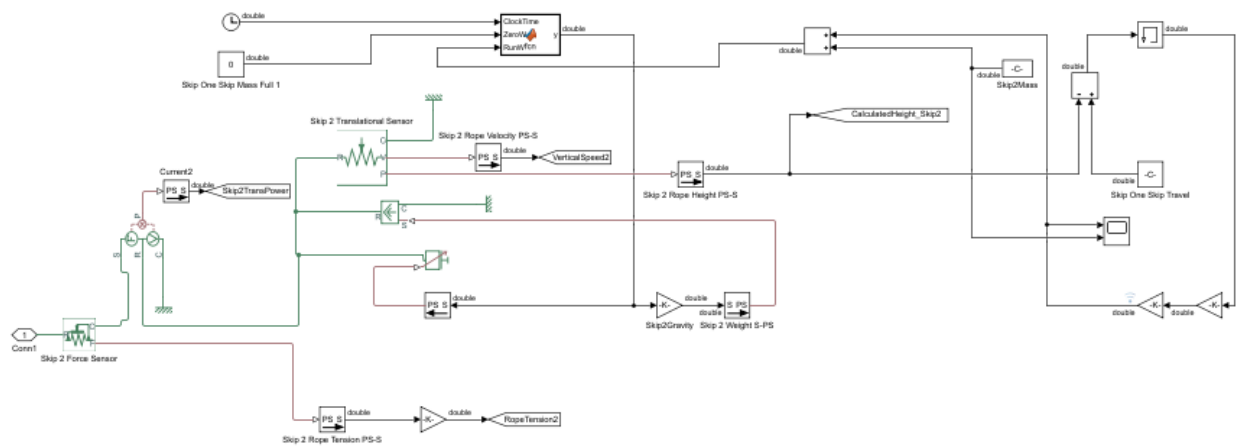 double
ClockTime
ZeroW
RunW fcn
y
double
double
0
double
Skip One Skip Mass Full 1
+
+
double
-C-
Skip2Mass
double
- +
CalculatedHeight_Skip2
Skip 2 Translational Sensor
C
R
V
P
Skip 2 Rope Velocity PS-S
PS S
double
VerticalSpeed2
PS S
double
Skip 2 Rope Height PS-S
-C-
double
Skip One Skip Travel
Current2
PS S
double
Skip2TransPower
P
S
R
C
R
C
S
PS S
double
-K-
Skip2Gravity
double
double
S PS
Skip 2 Weight S-PS
-K-
double
-K-
double
1
Conn1
Skip 2 Force Sensor
PS S
double
Skip 2 Rope Tension PS-S
-K-
double
RopeTension2